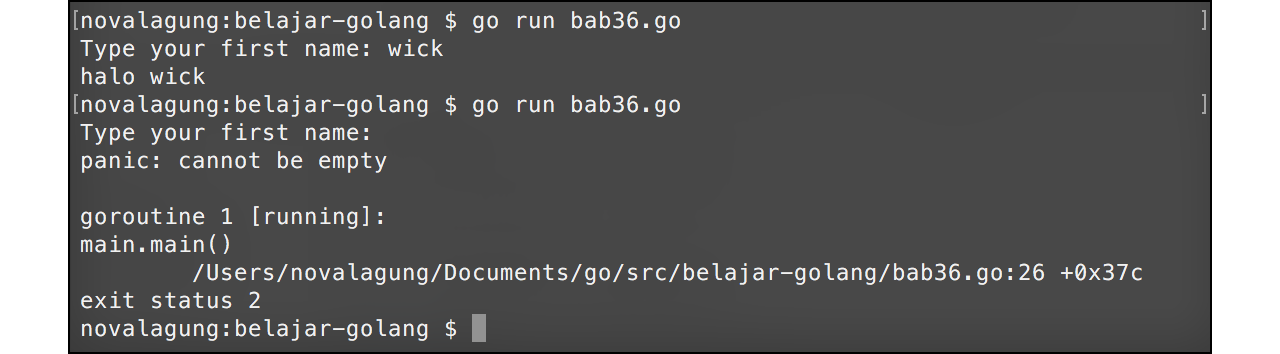 [novalagung:belajar-golang $ go run bab36.go ]
Type your first name: wick
halo wick
[novalagung:belajar-golang $ go run bab36.go ]
Type your first name:
panic: cannot be empty
goroutine 1 [running]:
main.main()
/Users/novalagung/Documents/go/src/belajar-golang/bab36.go:26 +0x37c
exit status 2
novalagung:belajar-golang $